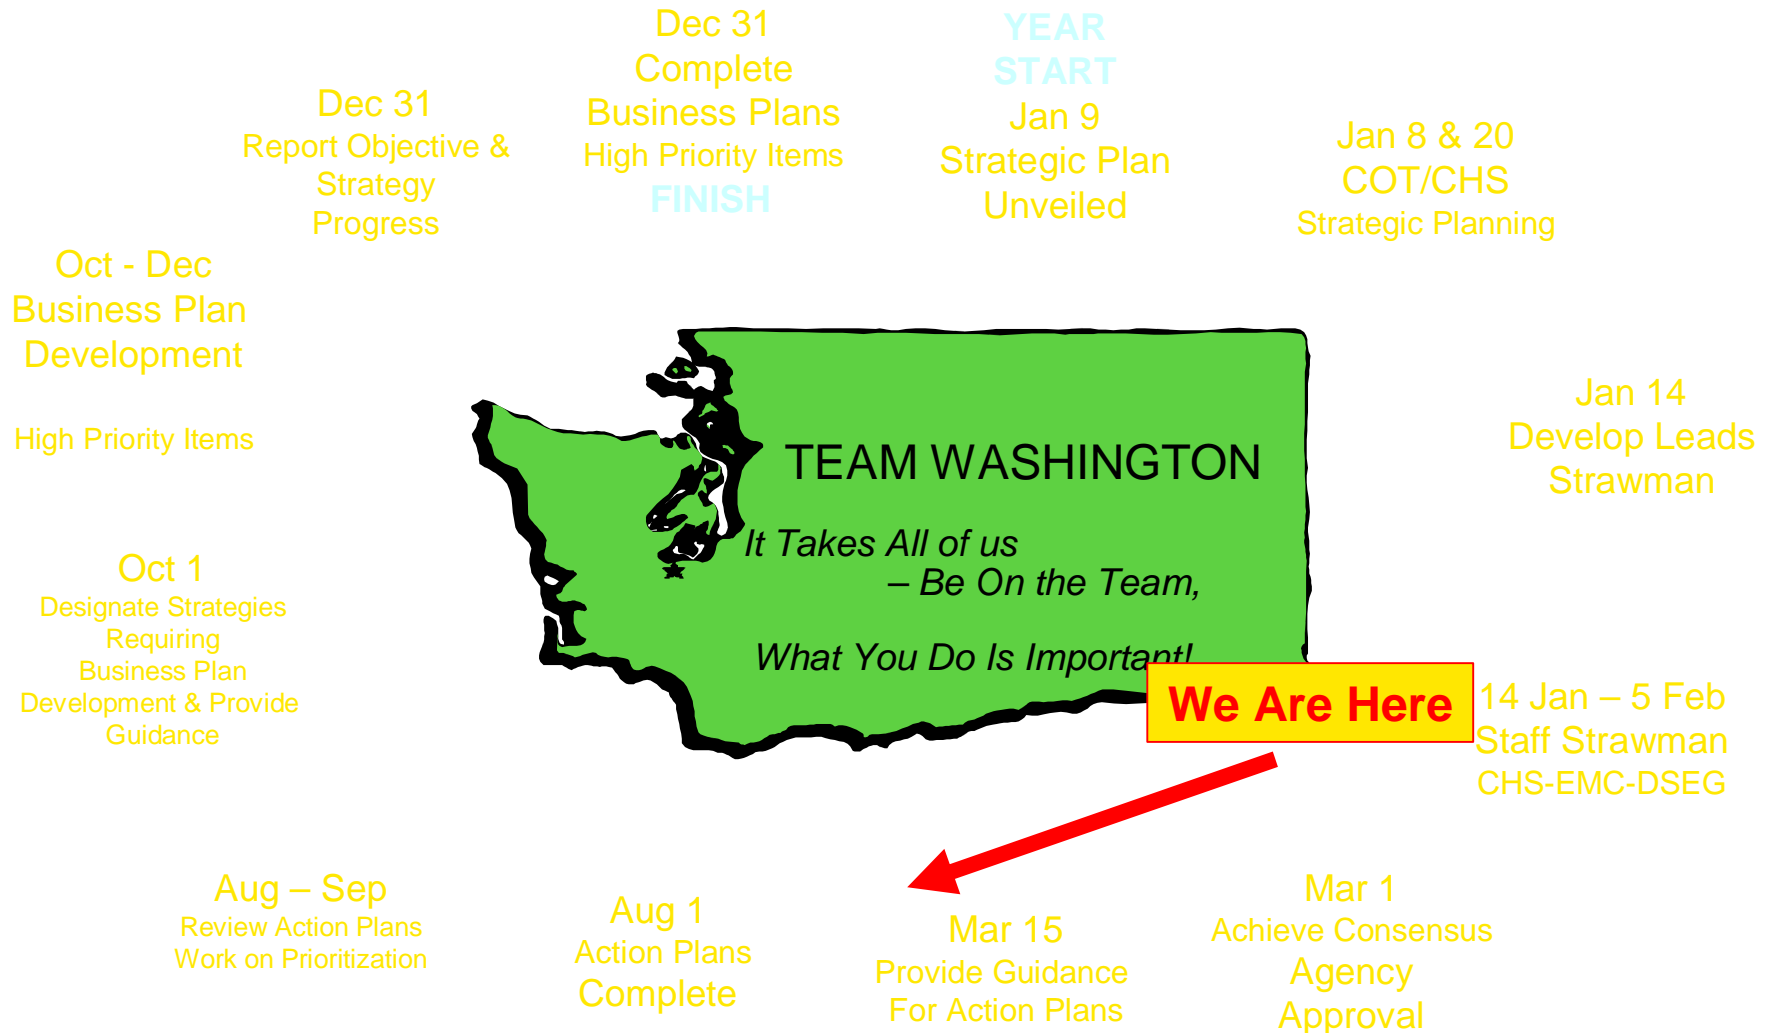 YEAR
START
Jan 9
Strategic Plan
Unveiled
Jan 8 & 20
COT/CHS
Strategic Planning
Jan 14
Develop Leads
Strawman
14 Jan – 5 Feb
Staff Strawman
CHS-EMC-DSEG
Mar 1
Achieve Consensus
Agency
Approval
Mar 15
Provide Guidance
For Action Plans
Aug 1
Action Plans
Complete
Aug – Sep
Review Action Plans
Work on Prioritization
Oct 1
Designate Strategies
Requiring
Business Plan
Development & Provide
Guidance
Oct - Dec
Business Plan
Development
High Priority Items
Dec 31
Report Objective &
Strategy
Progress
Dec 31
Complete
Business Plans
High Priority Items
FINISH
TEAM WASHINGTON
It Takes All of us
– Be On the Team,
What You Do Is Important!
We Are Here